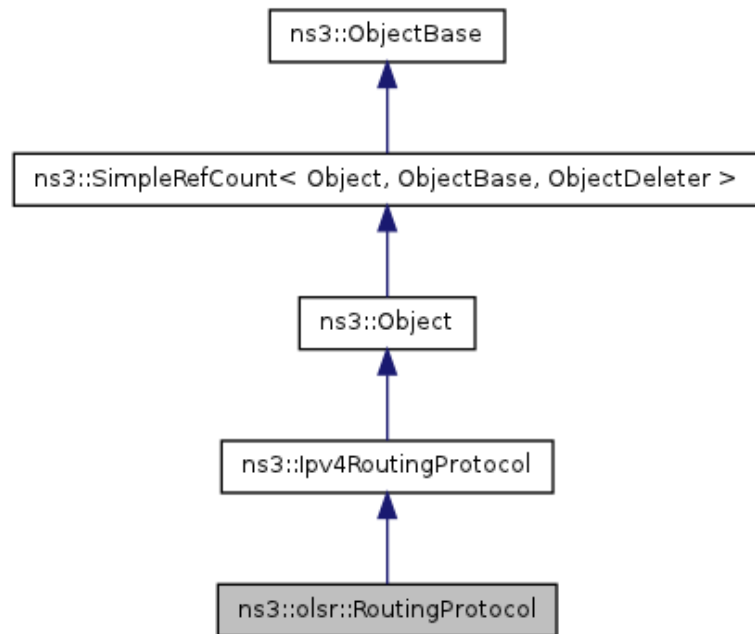 ns3::ObjectBase
ns3::SimpleRefCount< Object, ObjectBase, ObjectDeleter >
ns3::Object
ns3::Ipv4RoutingProtocol
ns3::olsr::RoutingProtocol